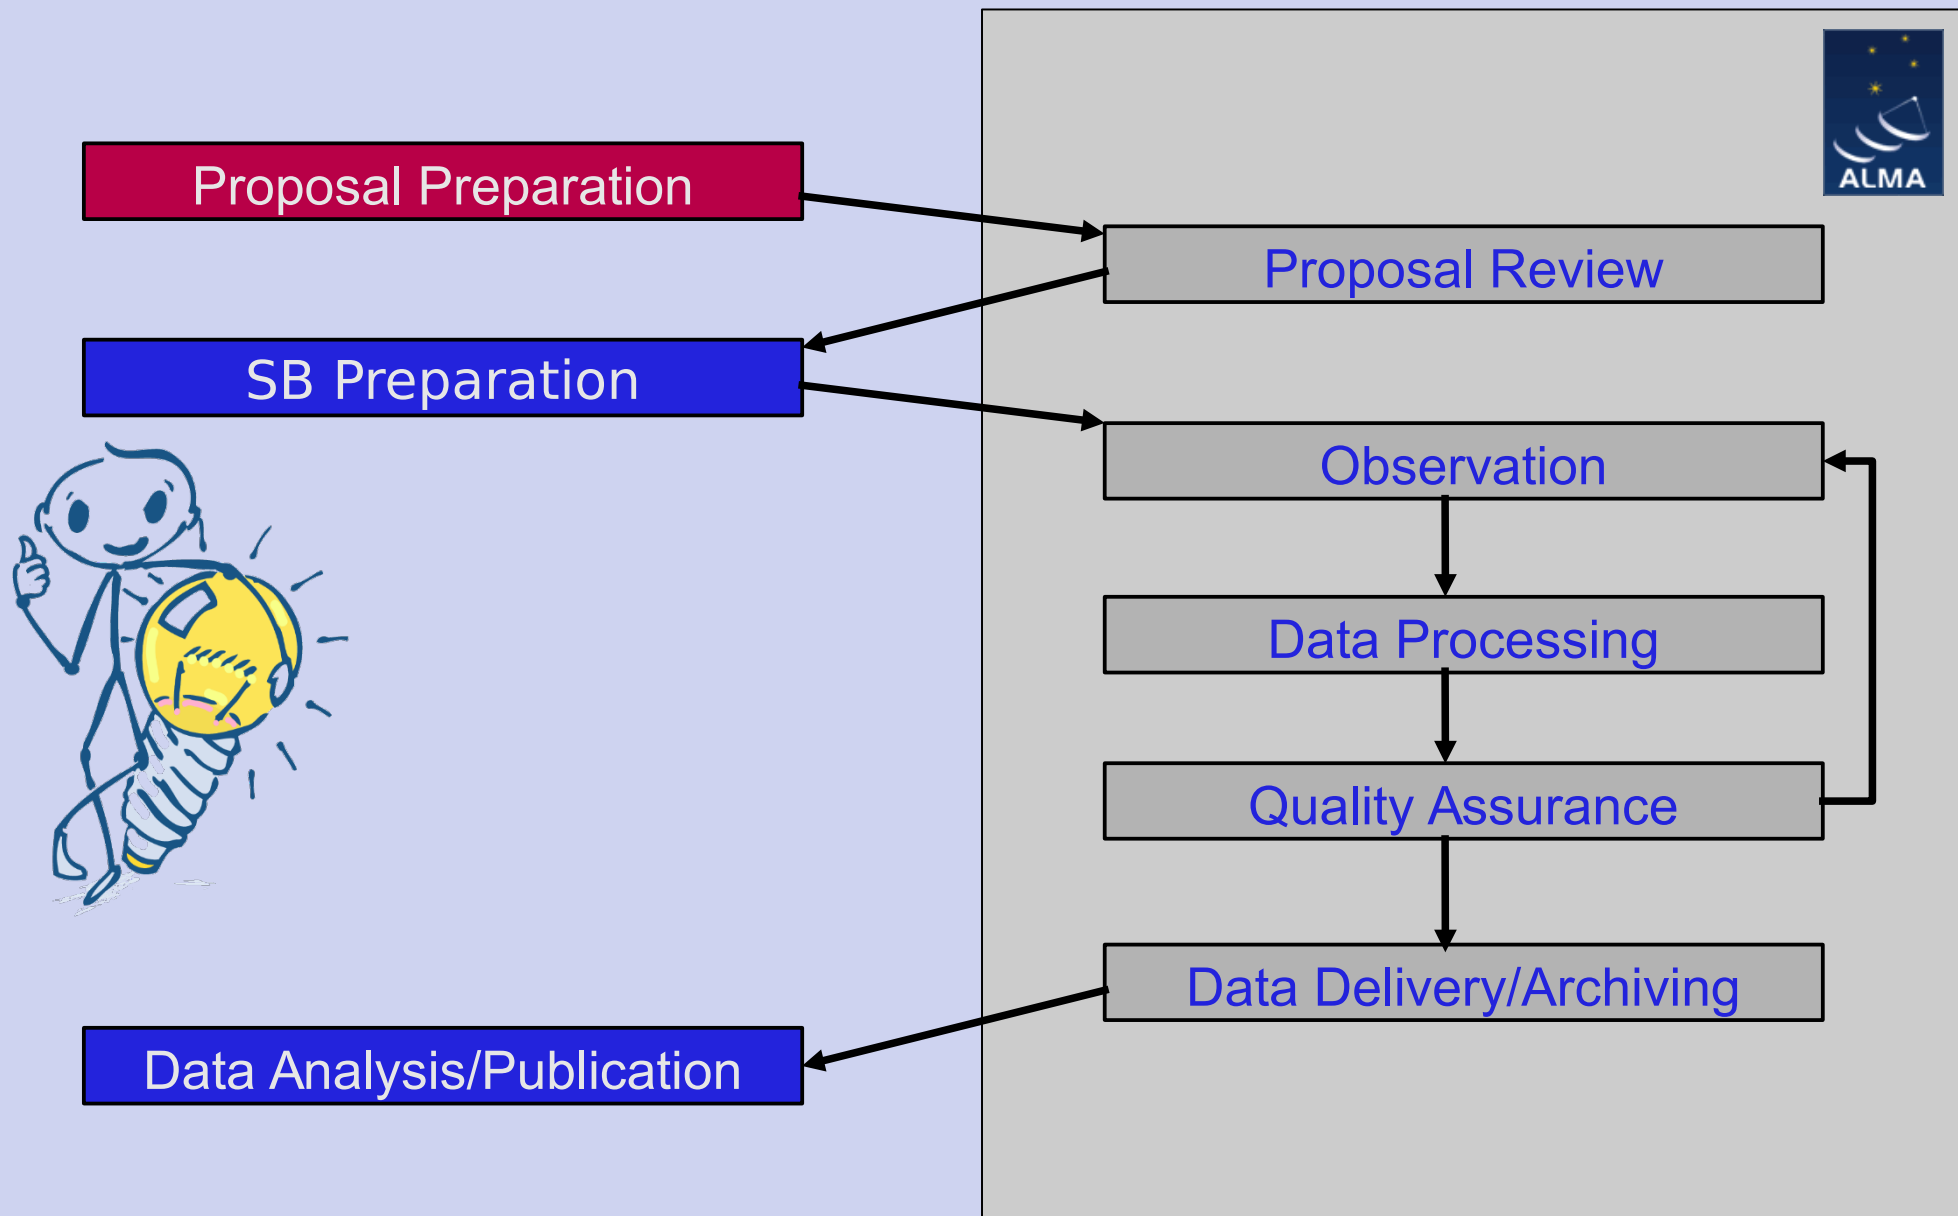 ALMA
Proposal Preparation
Proposal Review
SB Preparation
Observation
Data Processing
Quality Assurance
Data Delivery/Archiving
Data Analysis/Publication